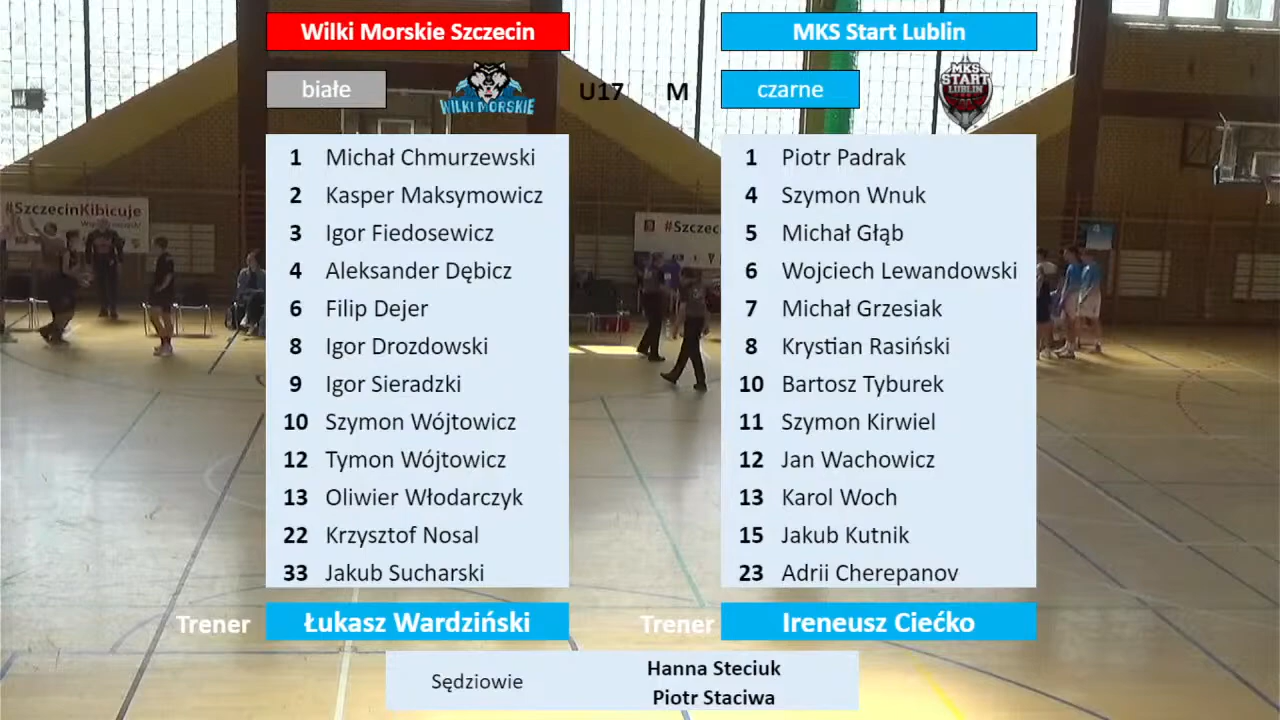 Wilki Morskie Szczecin
MKS Start Lublin
białe
WILKI MORSKIE
U17 M
czarne
MKS
START
LUBLIN
1 Michał Chmurzewski
2 Kasper Maksymowicz
3 Igor Fiedosewicz
4 Aleksander Dębicz
6 Filip Dejer
8 Igor Drozdowski
9 Igor Sieradzki
10 Szymon Wójtowicz
12 Tymon Wójtowicz
13 Oliwier Włodarczyk
22 Krzysztof Nosal
33 Jakub Sucharski
1 Piotr Padrak
4 Szymon Wnuk
5 Michał Głąb
6 Wojciech Lewandowski
7 Michał Grzesiak
8 Krystian Rasiński
10 Bartosz Tyburek
11 Szymon Kirwiel
12 Jan Wachowicz
13 Karol Woch
15 Jakub Kutnik
23 Adrii Cherepanov
#SzczecinKibicuje
#Szczec
4
Trener Łukasz Wardziński
Trener Ireneusz Ciećko
Sędziowie
Hanna Steciuk
Piotr Staciwa